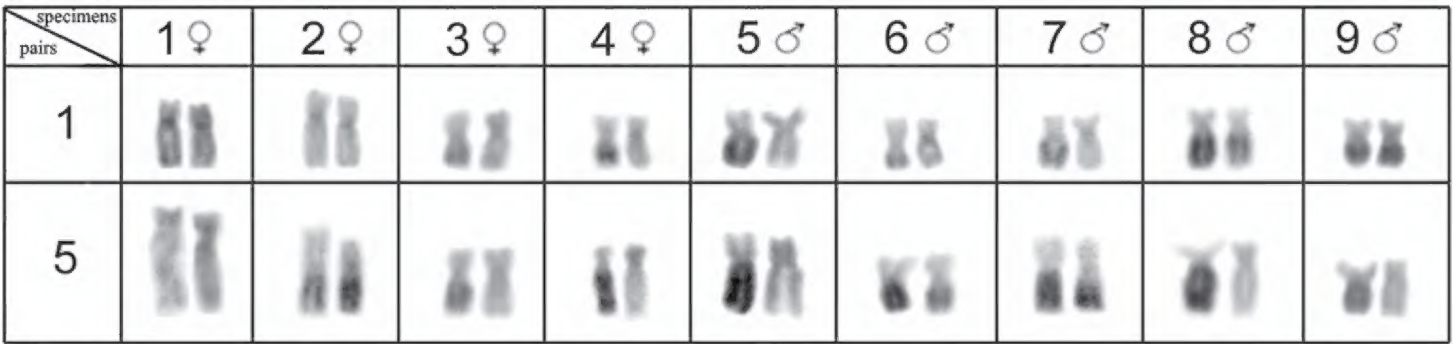 specimens
pairs
1 ♀ 2 ♀ 3 ♀ 4 ♀ 5 ♂ 6 ♂ 7 ♂ 8 ♂ 9 ♂
1
5